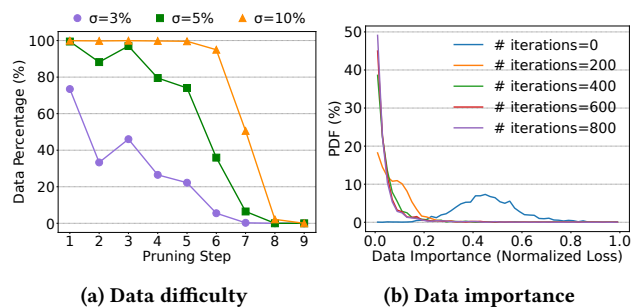 σ=3% σ=5% σ=10%
100
80
60
40
20
0
Data Percentage (%)
1 2 3 4 5 6 7 8 9
Pruning Step
(a) Data difficulty
50
40
30
20
10
0
PDF (%)
# iterations=0
# iterations=200
# iterations=400
# iterations=600
# iterations=800
0.0 0.2 0.4 0.6 0.8 1.0
Data Importance (Normalized Loss)
(b) Data importance